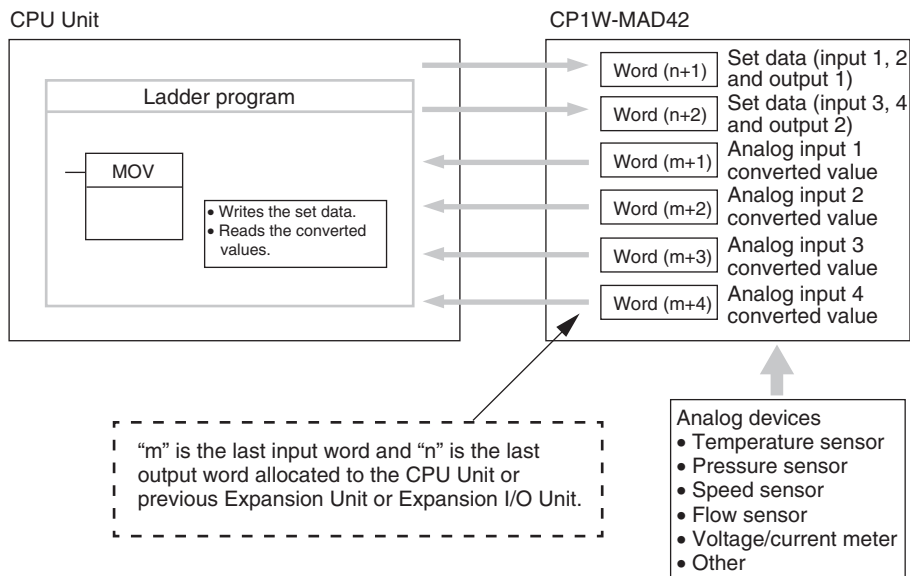 CPU Unit
CP1W-MAD42
Ladder program
MOV
• Writes the set data.
• Reads the converted
values.
Word (n+1)
Set data (input 1, 2
and output 1)
Word (n+2)
Set data (input 3, 4
and output 2)
Word (m+1)
Analog input 1
converted value
Word (m+2)
Analog input 2
converted value
Word (m+3)
Analog input 3
converted value
Word (m+4)
Analog input 4
converted value
“m” is the last input word and “n” is the last
output word allocated to the CPU Unit or
previous Expansion Unit or Expansion I/O Unit.
Analog devices
• Temperature sensor
• Pressure sensor
• Speed sensor
• Flow sensor
• Voltage/current meter
• Other